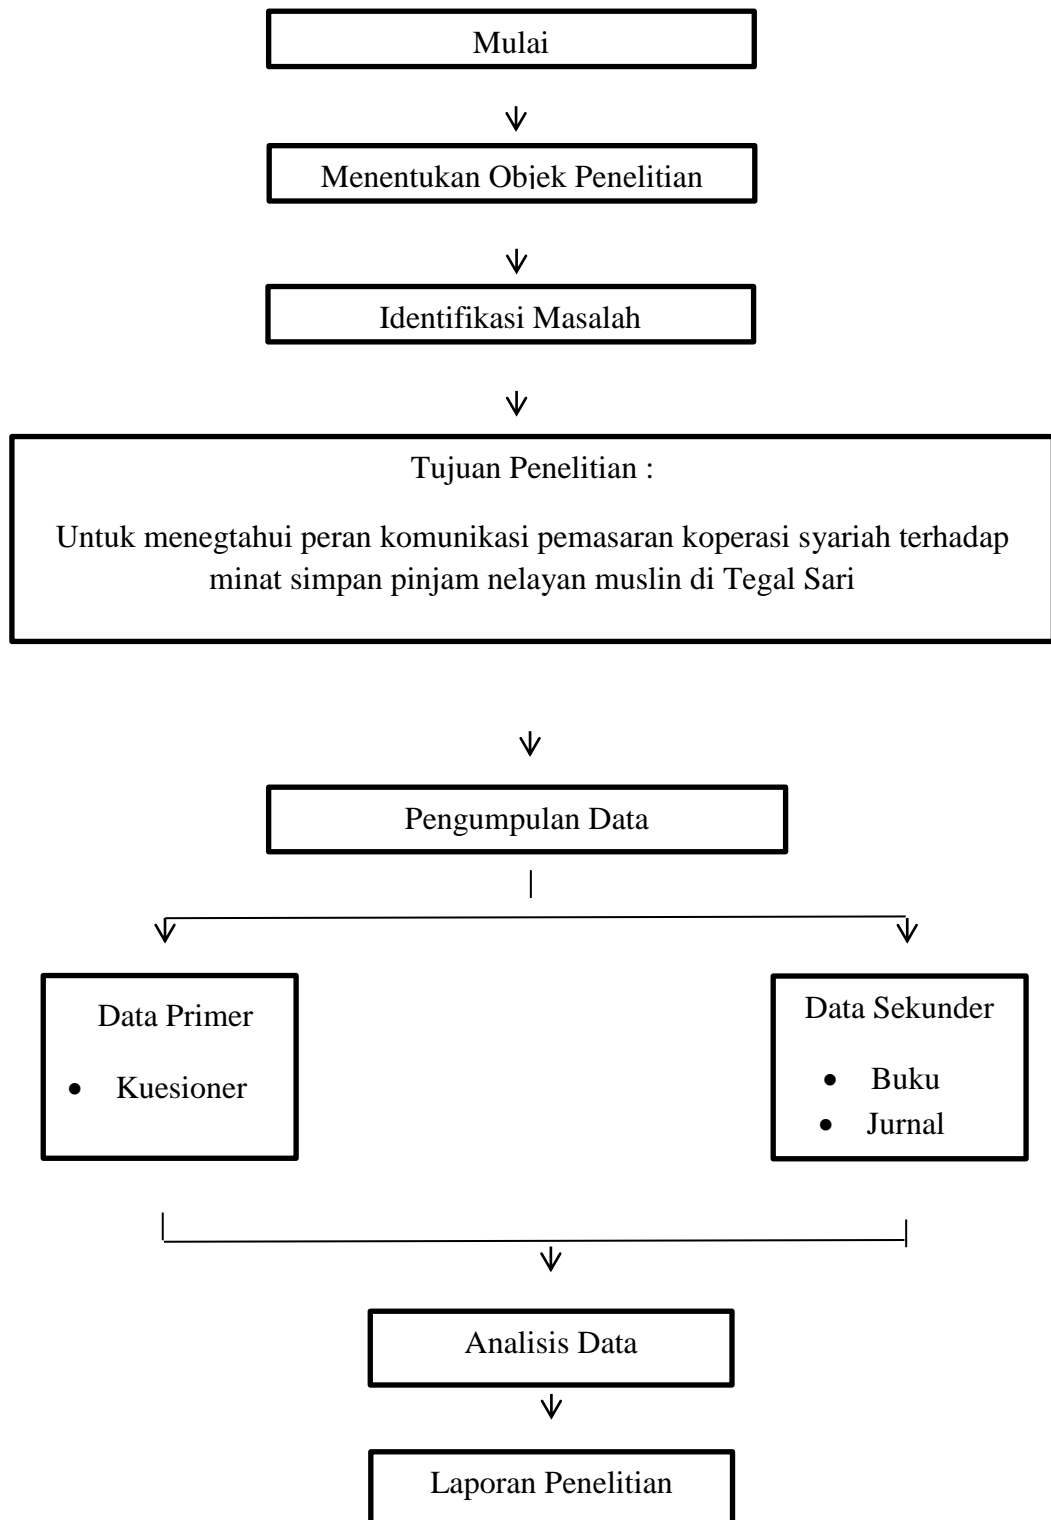 Mulai
Menentukan Objek Penelitian
Identifikasi Masalah
Tujuan Penelitian :
Untuk menegtahui peran komunikasi pemasaran koperasi syariah terhadap
minat simpan pinjam nelayan muslin di Tegal Sari
Pengumpulan Data
Data Primer
• Kuesioner
Data Sekunder
• Buku
• Jurnal
Analisis Data
Laporan Penelitian